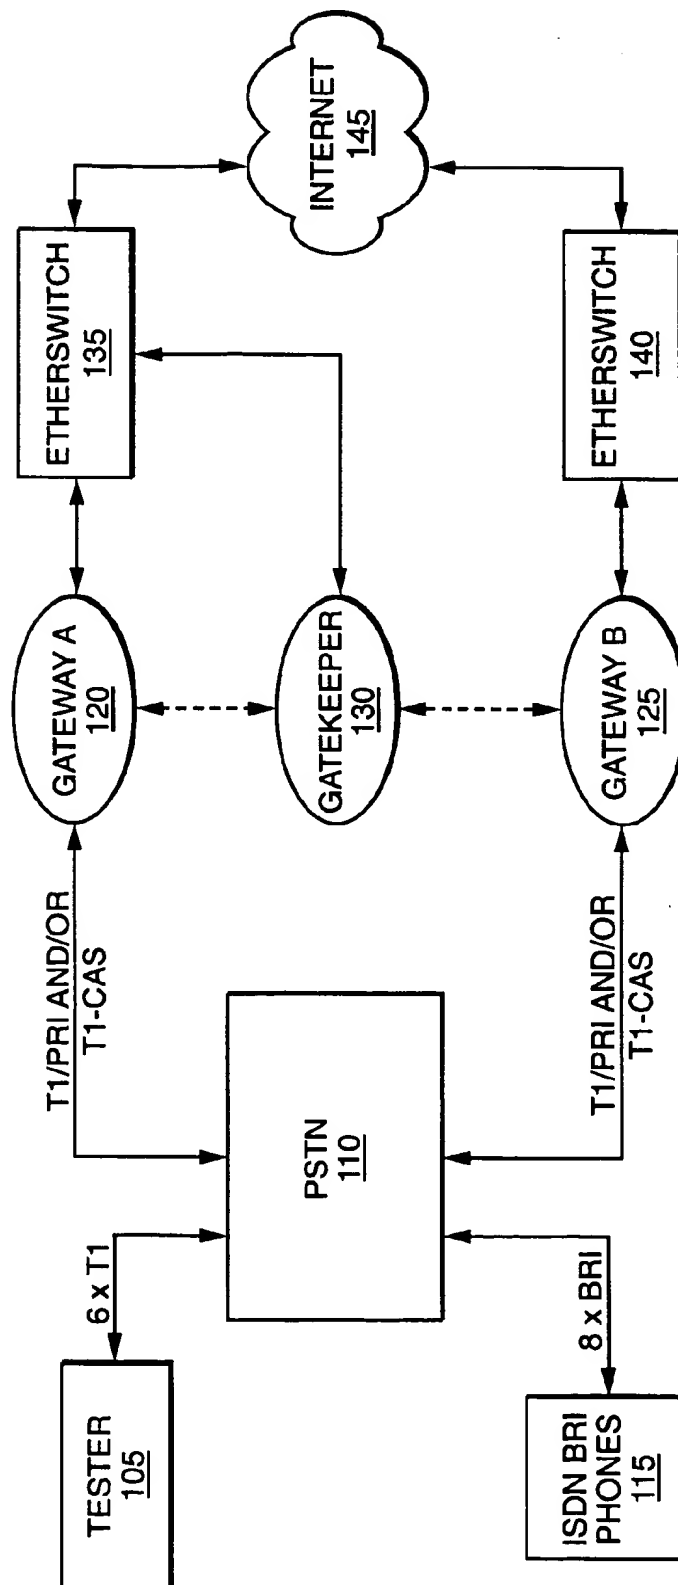 TESTER
105
6 x T1
ISDN BRI
PHONES
115
8 x BRI
PSTN
110
T1/PRI AND/OR
T1-CAS
T1/PRI AND/OR
T1-CAS
GATEWAY A
120
GATEKEEPER
130
GATEWAY B
125
ETHERSWITCH
135
ETHERSWITCH
140
INTERNET
145